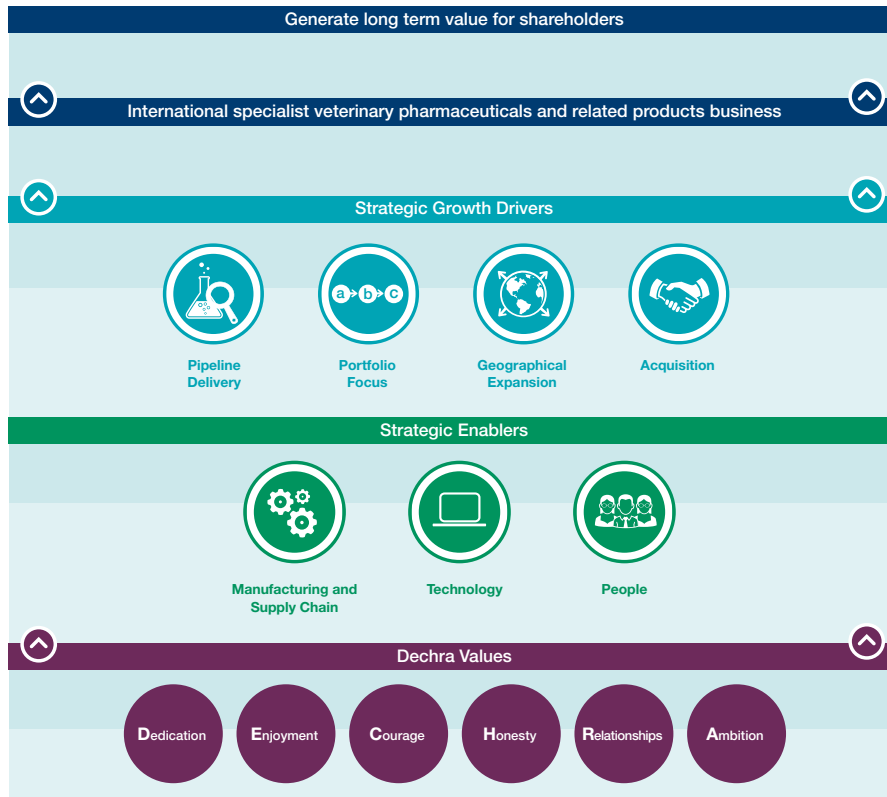 Generate long term value for shareholders
International specialist veterinary pharmaceuticals and related products business
Strategic Growth Drivers
a b c
Pipeline
Delivery
Portfolio
Focus
Geographical
Expansion
Acquisition
Strategic Enablers
Manufacturing and
Supply Chain
Technology
People
Dechra Values
Dedication
Enjoyment
Courage
Honesty
Relationships
Ambition